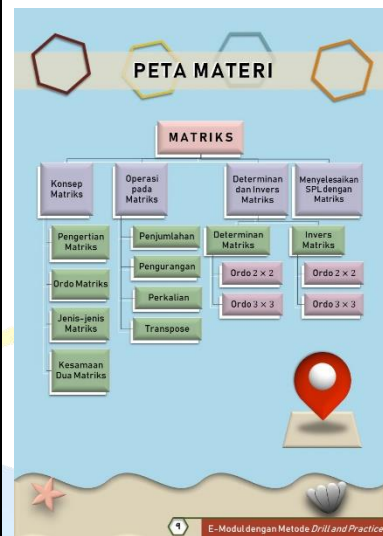 PETA MATERI
MATRIKS
Konsep
Matriks
Operasi
pada
Matriks
Determinan
dan Invers
Matriks
Menyelesaikan
SPL dengan
Matriks
Pengertian
Matriks
Ordo Matriks
Jenis-jenis
Matriks
Kesamaan
Dua Matriks
Penjumlahan
Pengurangan
Perkalian
Transpose
Determinan
Matriks
Ordo 2 × 2
Ordo 3 × 3
Invers
Matriks
Ordo 2 × 2
Ordo 3 × 3
9
E-Modul dengan Metode Drill and Practice